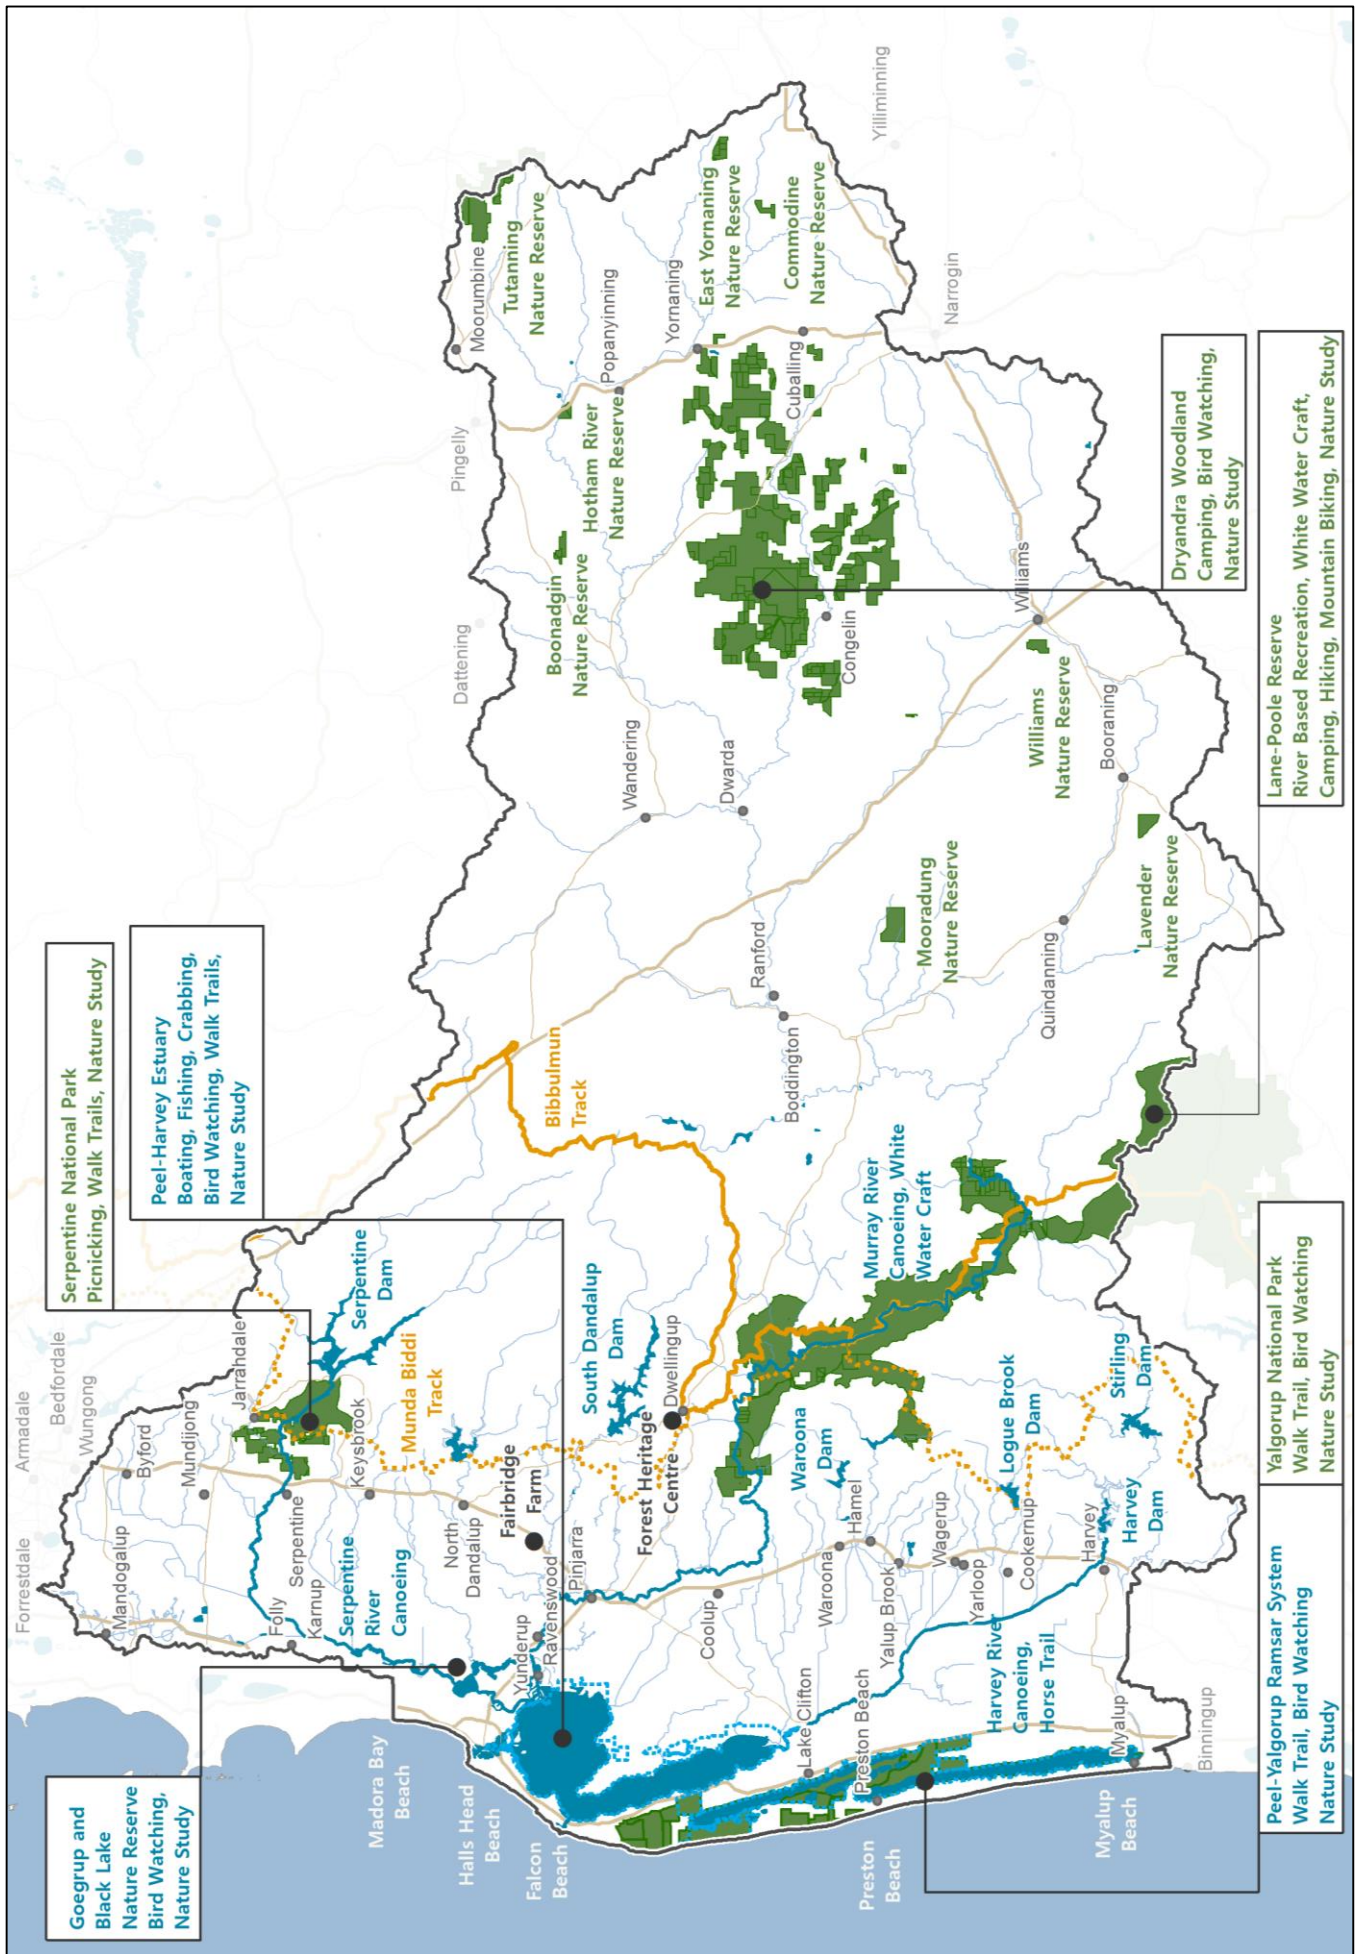 Goegrup and
Black Lake
Nature Reserve
Bird Watching,
Nature Study
Serpentine National Park
Picnicking, Walk Trails, Nature Study
Peel-Harvey Estuary
Boating, Fishing, Crabbing,
Bird Watching, Walk Trails,
Nature Study
Forrestdale
Armadale
Bedfordale
Wungong
Mandogalup
Byford
Mundijong
Jarrahdale
Folly
Karnup
Serpentine
Keysbrook
Serpentine
Dam
Serpentine
River
Canoeing
Munda Biddi
Track
Madora Bay
Beach
Halls Head
Beach
Falcon
Beach
Yunderup
Ravenswood
North
Dandalup
Fairbridge
Farm
Pinjarra
South Dandalup
Dam
Forest Heritage
Centre
Dwellingup
Bibbulmun
Track
Coolup
Waroona
Dam
Waroona
Hamel
Lake Clifton
Preston Beach
Preston
Beach
Yalup Brook
Wagerup
Yarloop
Cookernup
Logue Brook
Dam
Harvey River
Canoeing,
Horse Trail
Harvey
Harvey
Dam
Stirling
Dam
Myalup
Myalup
Beach
Binningup
Murray River
Canoeing, White
Water Craft
Boddington
Ranford
Quindanning
Mooradung
Nature Reserve
Lavender
Nature Reserve
Wandering
Dwarda
Booraning
Williams
Nature Reserve
Williams
Dattening
Boonadgin
Nature Reserve
Congelin
Pingelly
Hotham River
Nature Reserve
Popanyinning
Moorumbine
Tutanning
Nature Reserve
Yornaning
East Yornaning
Nature Reserve
Cuballing
Commodine
Nature Reserve
Narrogin
Yilliminning
Peel-Yalgorup Ramsar System
Walk Trail, Bird Watching
Nature Study
Yalgorup National Park
Walk Trail, Bird Watching
Nature Study
Lane-Poole Reserve
River Based Recreation, White Water Craft,
Camping, Hiking, Mountain Biking, Nature Study
Dryandra Woodland
Camping, Bird Watching,
Nature Study